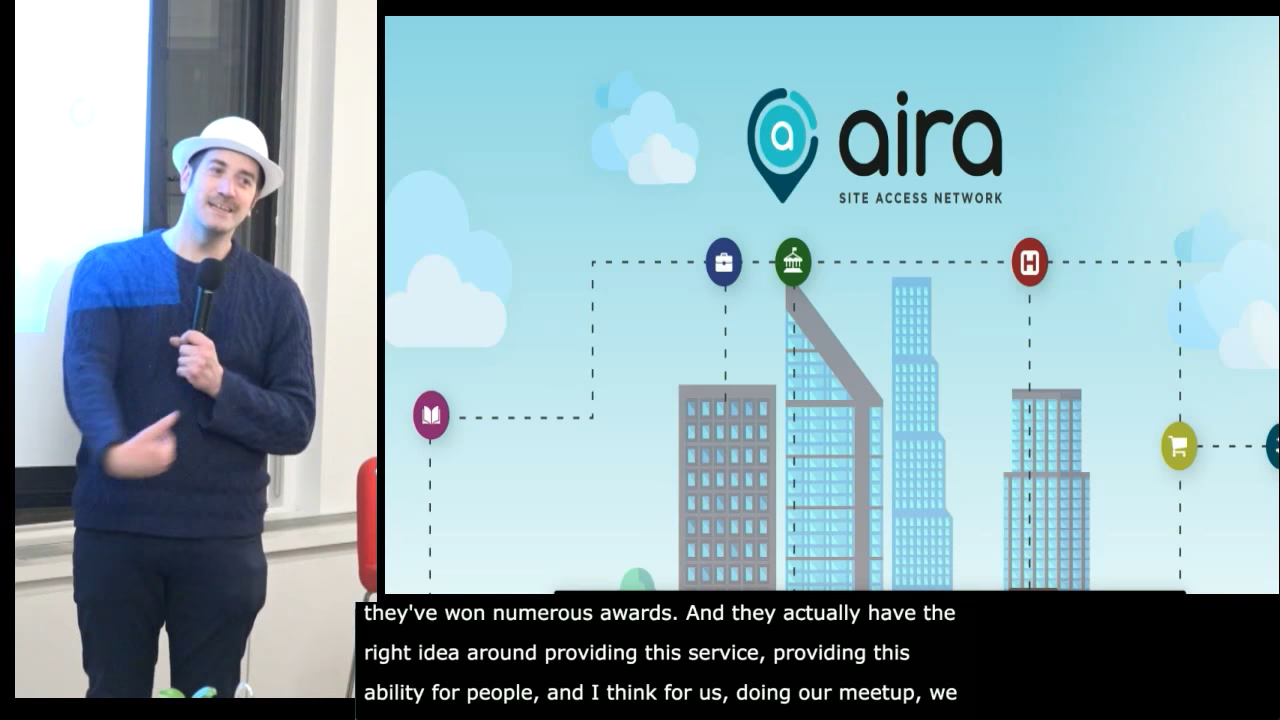 a
aira
SITE ACCESS NETWORK
H
they've won numerous awards. And they actually have the
right idea around providing this service, providing this
ability for people, and I think for us, doing our meetup, we